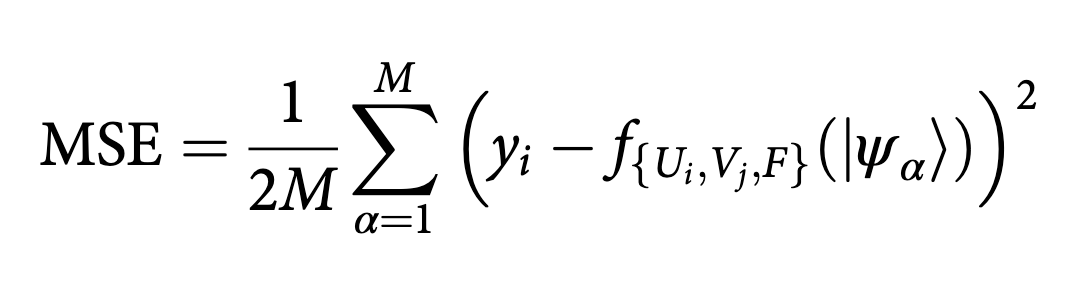 MSE = \frac{1}{2M} \sum_{\alpha=1}^{M} \left( y_i - f_{\{U_i, V_j, F\}}(|\psi_\alpha\rangle) \right)^2